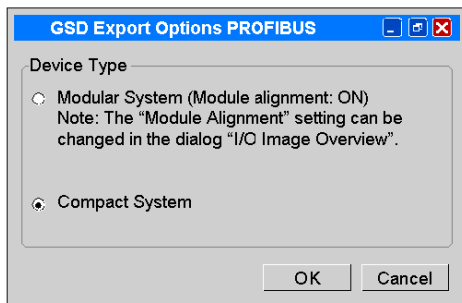 GSD Export Options PROFIBUS
Device Type
Modular System (Module alignment: ON)
Note: The “Module Alignment” setting can be
changed in the dialog “I/O Image Overview”.
Compact System
OK Cancel